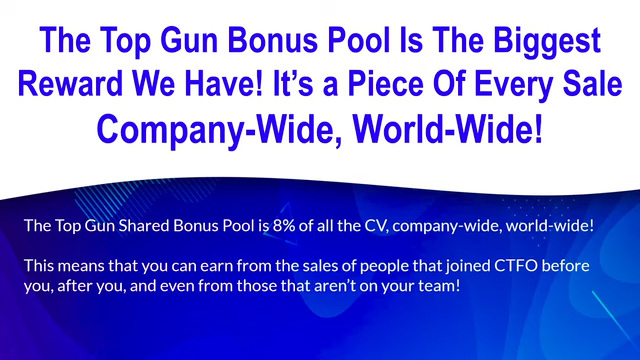 The Top Gun Bonus Pool Is The Biggest
Reward We Have! It’s a Piece Of Every Sale
Company-Wide, World-Wide!
The Top Gun Shared Bonus Pool is 8% of all the CV, company-wide, world-wide!
This means that you can earn from the sales of people that joined CTFO before
you, after you, and even from those that aren’t on your team!